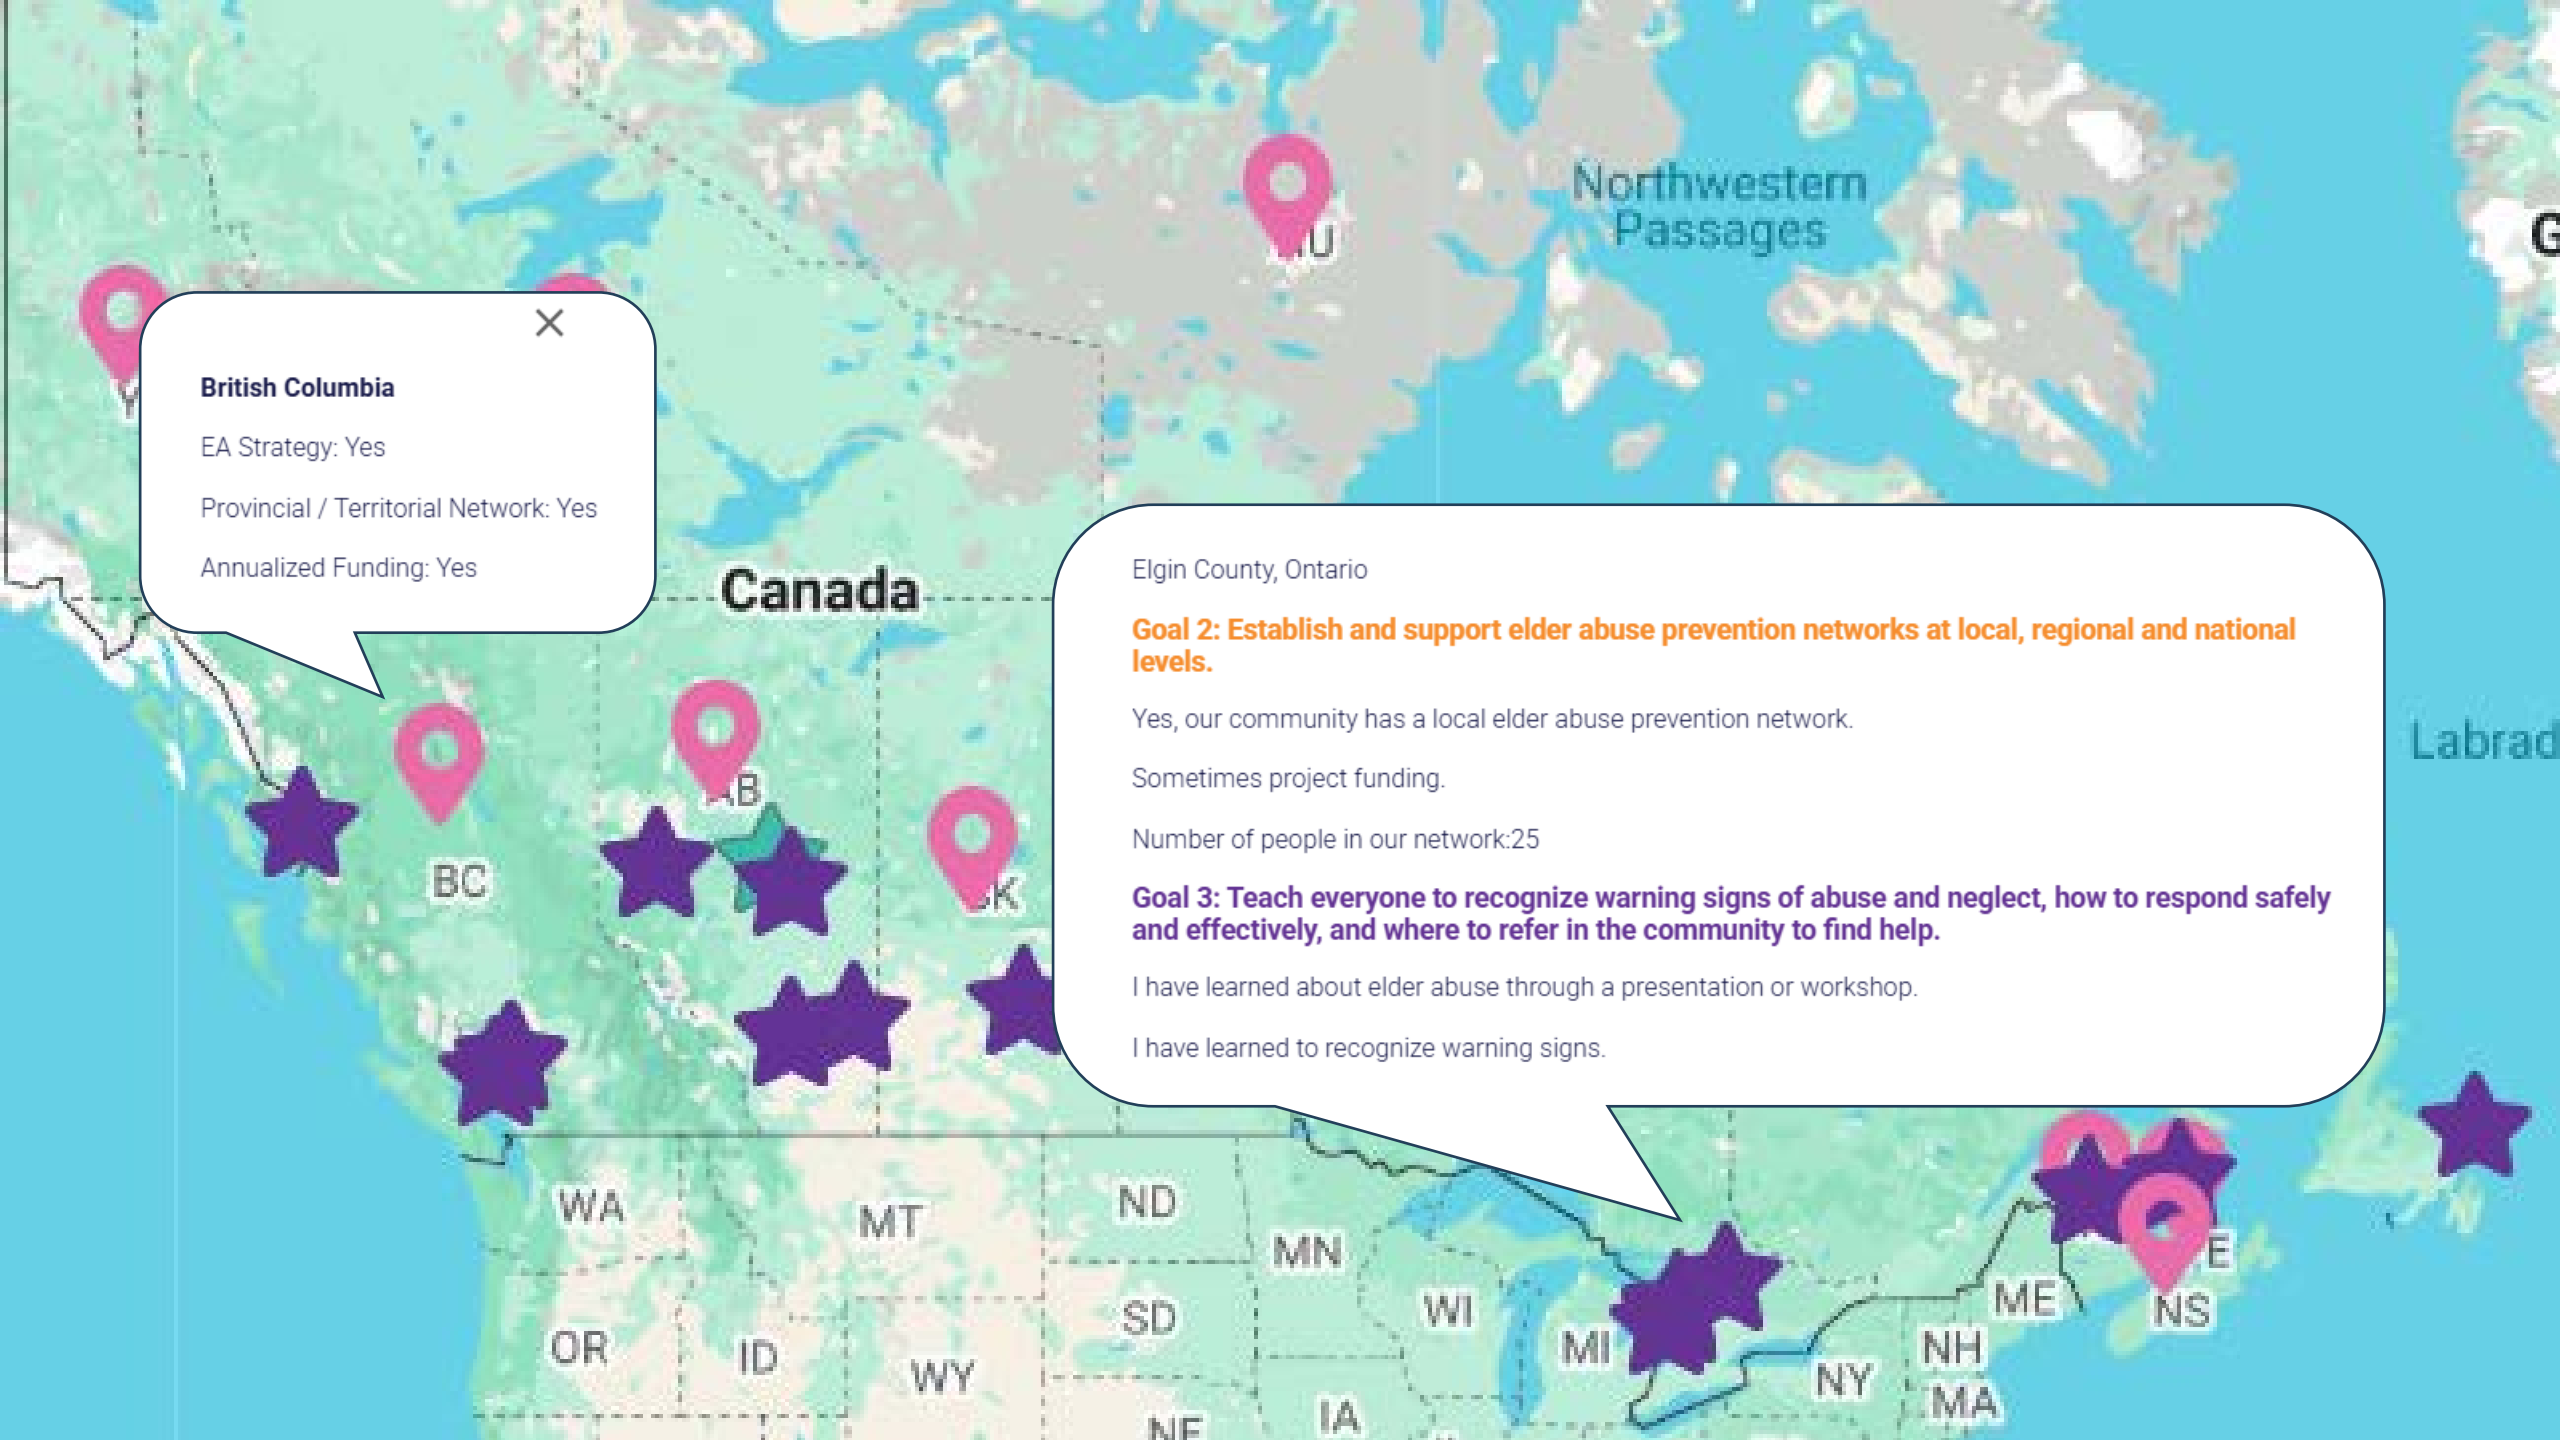 Northwestern
Passages
British Columbia
EA Strategy: Yes
Provincial / Territorial Network: Yes
Annualized Funding: Yes
Canada
Elgin County, Ontario
Goal 2: Establish and support elder abuse prevention networks at local, regional and national
levels.
Yes, our community has a local elder abuse prevention network.
Sometimes project funding.
Number of people in our network:25
Goal 3: Teach everyone to recognize warning signs of abuse and neglect, how to respond safely
and effectively, and where to refer in the community to find help.
I have learned about elder abuse through a presentation or workshop.
I have learned to recognize warning signs.
Labrad
BC
WA
MT
ND
MN
OR
ID
WY
SD
WI
MI
IA
NY
NH
MA
ME
NS